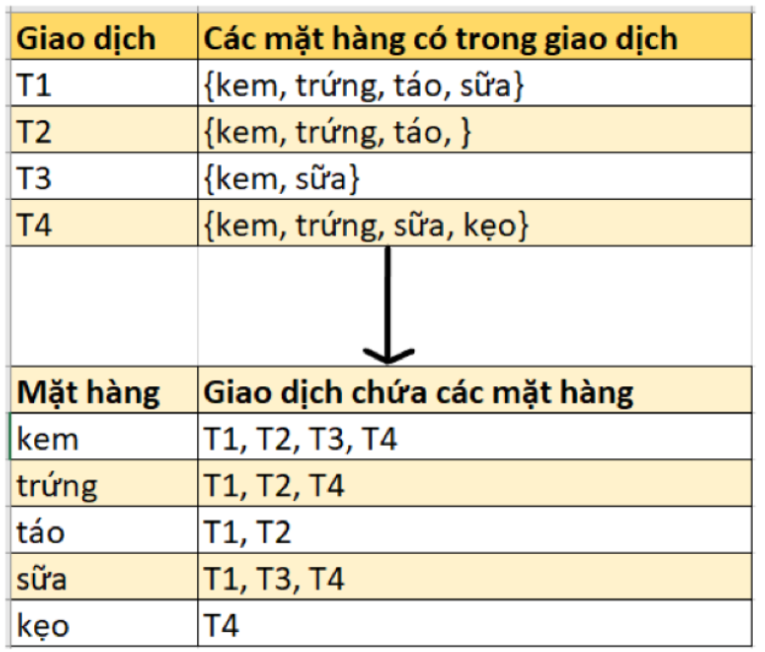 Giao dịch Các mặt hàng có trong giao dịch
T1 {kem, trứng, táo, sữa}
T2 {kem, trứng, táo, }
T3 {kem, sữa}
T4 {kem, trứng, sữa, kẹo}
Mặt hàng Giao dịch chứa các mặt hàng
kem T1, T2, T3, T4
trứng T1, T2, T4
táo T1, T2
sữa T1, T3, T4
kẹo T4